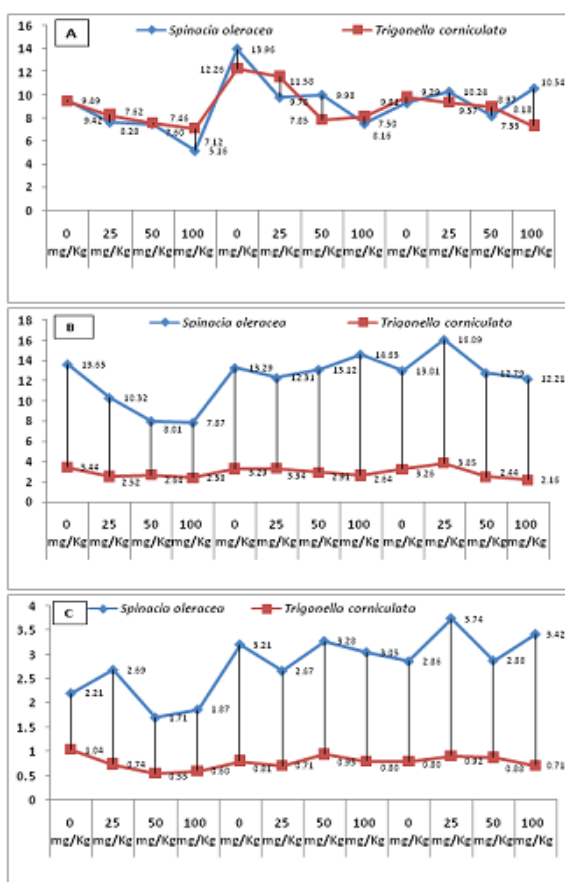 A
Spinacia oleracea Trigonella corniculata
16
14
12
10
8
6
4
2
0
9.42
7.62
7.46
7.12
5.16
12.26
13.96
11.58
9.98
7.85
7.50
8.16
9.29
8.18
10.54
0 25 50 100 0 25 50 100 0 25 50 100
mg/Kg mg/Kg mg/Kg mg/Kg mg/Kg mg/Kg mg/Kg mg/Kg mg/Kg mg/Kg mg/Kg mg/Kg
B
Spinacia oleracea Trigonella corniculata
18
16
14
12
10
8
6
4
2
0
13.65 10.32 8.01 7.87 13.29 12.31 13.12 14.63 13.01 16.09 12.79 12.21
3.44 2.52 3.29 3.34 2.91 2.64 3.26 3.85 2.44 2.16
0 25 50 100 0 25 50 100 0 25 50 100
mg/Kg mg/Kg mg/Kg mg/Kg mg/Kg mg/Kg mg/Kg mg/Kg mg/Kg mg/Kg mg/Kg mg/Kg
C
Spinacia oleracea Trigonella corniculata
4
3.5
3
2.5
2
1.5
1
0.5
0
2.21 2.69 1.71 1.87 3.21 2.67 3.28 3.05 2.86 3.74 2.88 3.42
1.04 0.74 0.55 0.60 0.81 0.71 0.95 0.80 0.80 0.92 0.88 0.71
0 25 50 100 0 25 50 100 0 25 50 100
mg/Kg mg/Kg mg/Kg mg/Kg mg/Kg mg/Kg mg/Kg mg/Kg mg/Kg mg/Kg mg/Kg mg/Kg